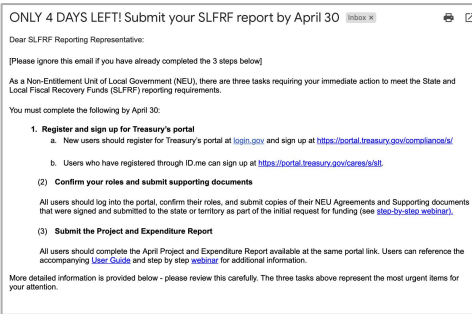 ONLY 4 DAYS LEFT! Submit your SLFRF report by April 30 Inbox ×
Dear SLFRF Reporting Representative:
[Please ignore this email if you have already completed the 3 steps below]
As a Non-Entitlement Unit of Local Government (NEU), there are three tasks requiring your immediate action to meet the State and
Local Fiscal Recovery Funds (SLFRF) reporting requirements.
You must complete the following by April 30:
1. Register and sign up for Treasury's portal
a. New users should register for Treasury's portal at login.gov and sign up at https://portal.treasury.gov/compliance/s/
b. Users who have registered through ID.me can sign up at https://portal.treasury.gov/cares/s/slt.
(2) Confirm your roles and submit supporting documents
All users should log into the portal, confirm their roles, and submit copies of their NEU Agreements and Supporting documents
that were signed and submitted to the state or territory as part of the initial request for funding (see step-by-step webinar).
(3) Submit the Project and Expenditure Report
All users should complete the April Project and Expenditure Report available at the same portal link. Users can reference the
accompanying User Guide and step by step webinar for additional information.
More detailed information is provided below - please review this carefully. The three tasks above represent the most urgent items for
your attention.